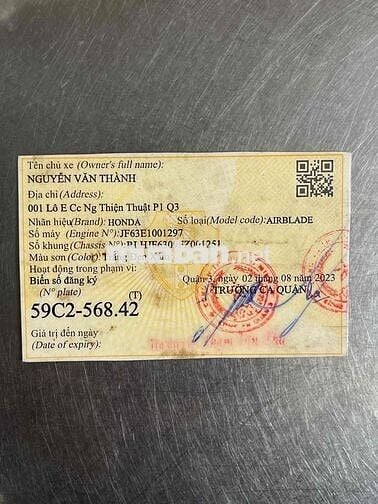 Tên chủ xe (Owner's full name):
NGUYỄN VĂN THÀNH
Địa chỉ (Address):
001 Lô E Cc Ng Thiện Thuật P1 Q3
Nhãn hiệu(Brand): HONDA Số loại(Model code):AIRBLADE
Số máy (Engine N°):JF63E1001297
Số khung(Chassis N°):
Màu sơn (Color):
Hoạt động trong phạm vi:
Biển số đăng ký Quận 3, ngày 02 tháng 08 năm 2023
(N° plate) TRƯỞNG CA QUẬN
(T)
59C2-568.42
Giá trị đến ngày
(Date of expiry):